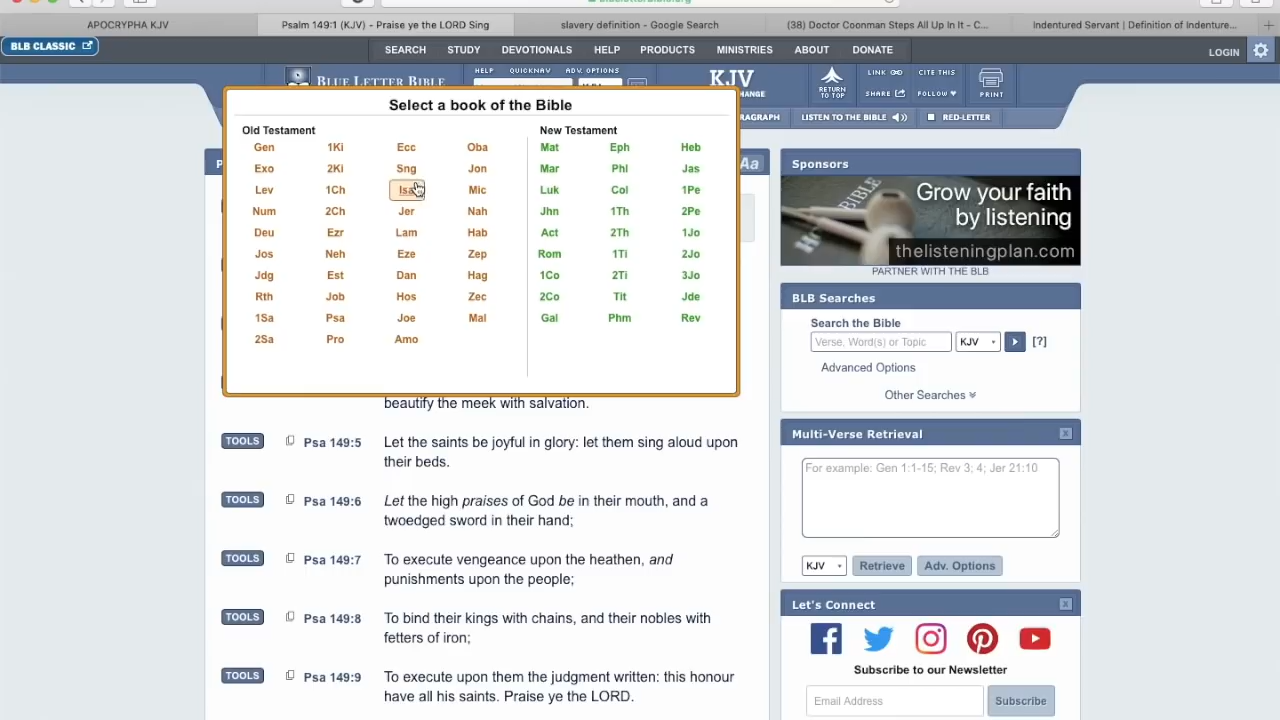 APOCRYPHA KJV
Psalm 149:1 (KJV) - Praise ye the LORD Sing
slavery definition - Google Search
(38) Doctor Coonman Steps All Up In It - C...
Indentured Servant | Definition of Indenture...
BLB CLASSIC
SEARCH STUDY DEVOTIONALS HELP PRODUCTS MINISTRIES ABOUT DONATE
LOGIN
BLUE LETTER BIBLE
HELP QUICKNAV ADV. OPTIONS
KJV
CHANGE
RETURN
TO TOP
LINK CITE THIS
SHARE FOLLOW
PRINT
PARAGRAPH LISTEN TO THE BIBLE RED-LETTER
Select a book of the Bible
Old Testament New Testament
Gen 1Ki Ecc Oba Mat Eph Heb
Exo 2Ki Sng Jon Mar Phl Jas
Lev 1Ch Isa Mic Luk Col 1Pe
Num 2Ch Jer Nah Jhn 1Th 2Pe
Deu Ezr Lam Hab Act 2Th 1Jo
Jos Neh Eze Zep Rom 1Ti 2Jo
Jdg Est Dan Hag 1Co 2Ti 3Jo
Rth Job Hos Zec 2Co Tit Jde
1Sa Psa Joe Mal Gal Phm Rev
2Sa Pro Amo
P
Aa
beautify the meek with salvation.
TOOLS Psa 149:5 Let the saints be joyful in glory: let them sing aloud upon
their beds.
TOOLS Psa 149:6 Let the high praises of God be in their mouth, and a
twoedged sword in their hand;
TOOLS Psa 149:7 To execute vengeance upon the heathen, and
punishments upon the people;
TOOLS Psa 149:8 To bind their kings with chains, and their nobles with
fetters of iron;
TOOLS Psa 149:9 To execute upon them the judgment written: this honour
have all his saints. Praise ye the LORD.
Sponsors
BIBLE
Grow your faith
by listening
thelisteningplan.com
PARTNER WITH THE BLB
BLB Searches
Search the Bible
Verse, Word(s) or Topic KJV [?]
Advanced Options
Other Searches
Multi-Verse Retrieval
For example: Gen 1:1-15; Rev 3; 4; Jer 21:10
KJV Retrieve Adv. Options
Let's Connect
Subscribe to our Newsletter
Email Address Subscribe